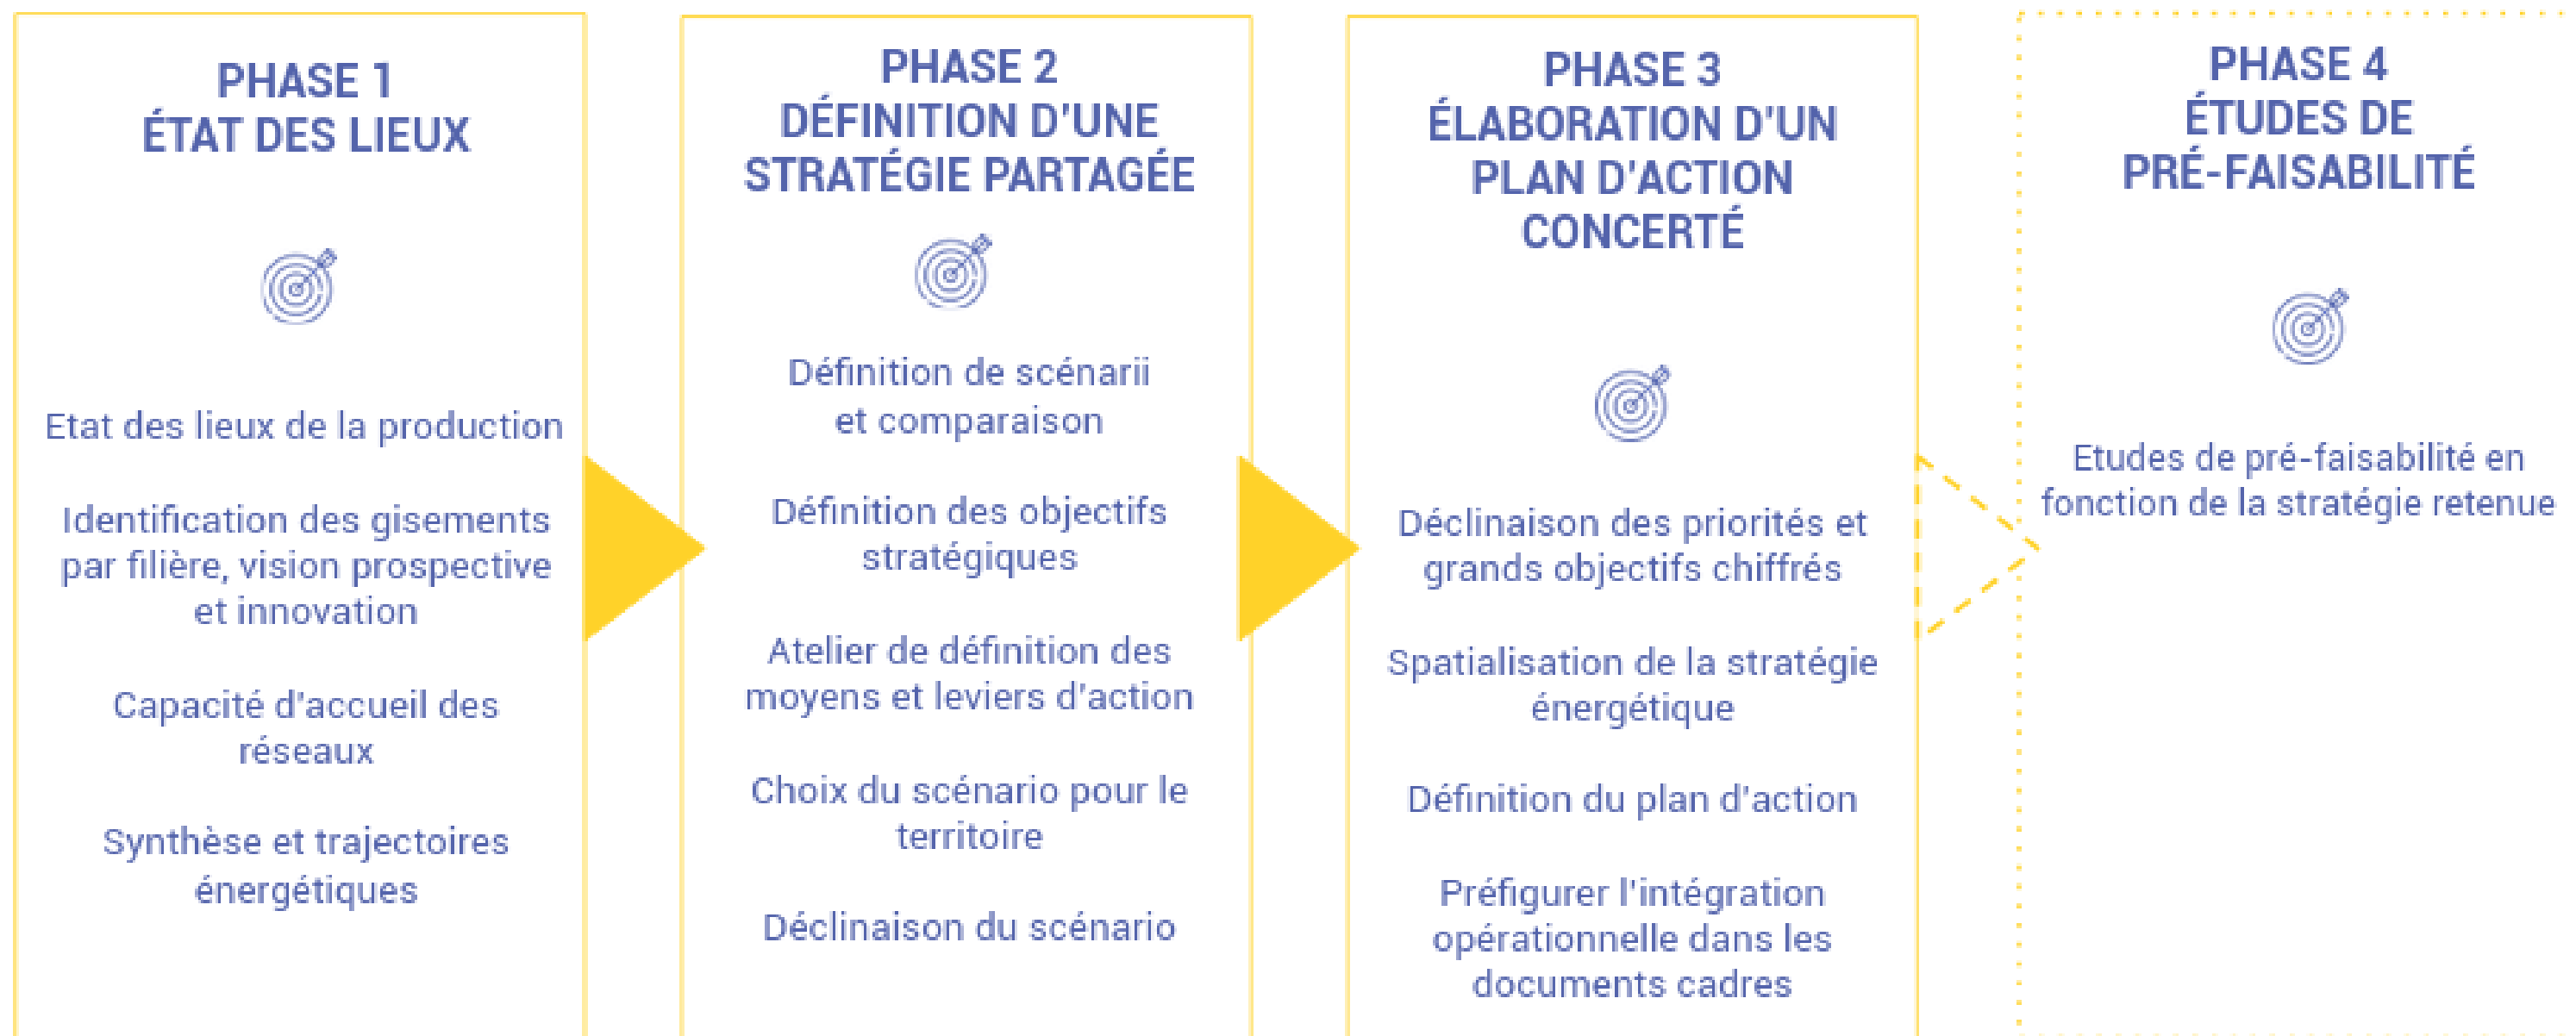 PHASE 1
ÉTAT DES LIEUX
Etat des lieux de la production
Identification des gisements
par filière, vision prospective
et innovation
Capacité d'accueil des
réseaux
Synthèse et trajectoires
énergétiques
PHASE 2
DÉFINITION D'UNE
STRATÉGIE PARTAGÉE
Définition de scénarii
et comparaison
Définition des objectifs
stratégiques
Atelier de définition des
moyens et leviers d'action
Choix du scénario pour le
territoire
Déclinaison du scénario
PHASE 3
ÉLABORATION D'UN
PLAN D'ACTION
CONCERTÉ
Déclinaison des priorités et
grands objectifs chiffrés
Spatialisation de la stratégie
énergétique
Définition du plan d'action
Préfigurer l'intégration
opérationnelle dans les
documents cadres
PHASE 4
ÉTUDES DE
PRÉ-FAISABILITÉ
Etudes de pré-faisabilité en
fonction de la stratégie retenue